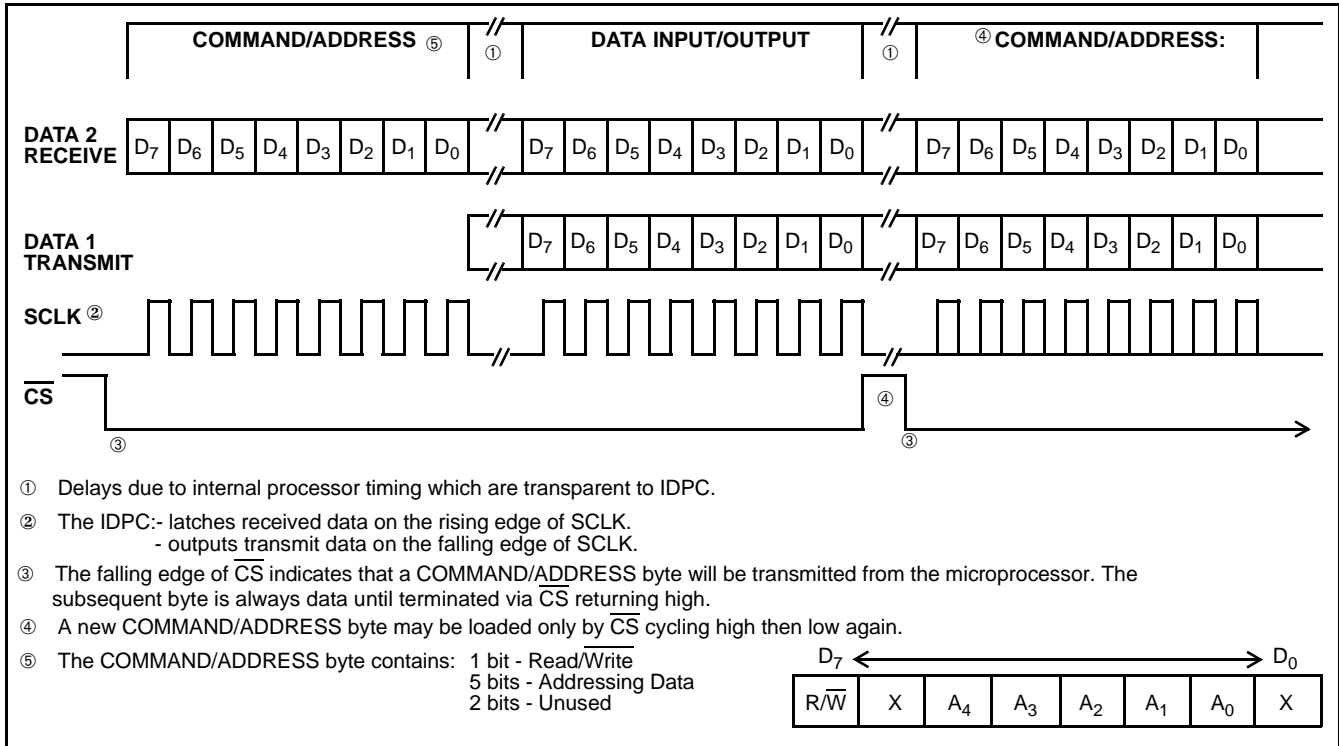 COMMAND/ADDRESS ⑤ ① DATA INPUT/OUTPUT ① ④ COMMAND/ADDRESS:
DATA 2
RECEIVE
D7 D6 D5 D4 D3 D2 D1 D0 D7 D6 D5 D4 D3 D2 D1 D0 D7 D6 D5 D4 D3 D2 D1 D0
DATA 1
TRANSMIT
D7 D6 D5 D4 D3 D2 D1 D0 D7 D6 D5 D4 D3 D2 D1 D0
SCLK ②
C̅S̅ ④
③ ③
① Delays due to internal processor timing which are transparent to IDPC.
② The IDPC:- latches received data on the rising edge of SCLK.
- outputs transmit data on the falling edge of SCLK.
③ The falling edge of C̅S̅ indicates that a COMMAND/ADDRESS byte will be transmitted from the microprocessor. The
subsequent byte is always data until terminated via C̅S̅ returning high.
④ A new COMMAND/ADDRESS byte may be loaded only by C̅S̅ cycling high then low again.
⑤ The COMMAND/ADDRESS byte contains: 1 bit - Read/W̅r̅i̅t̅e̅
5 bits - Addressing Data
2 bits - Unused
D7 D0
R/W̅ X A4 A3 A2 A1 A0 X